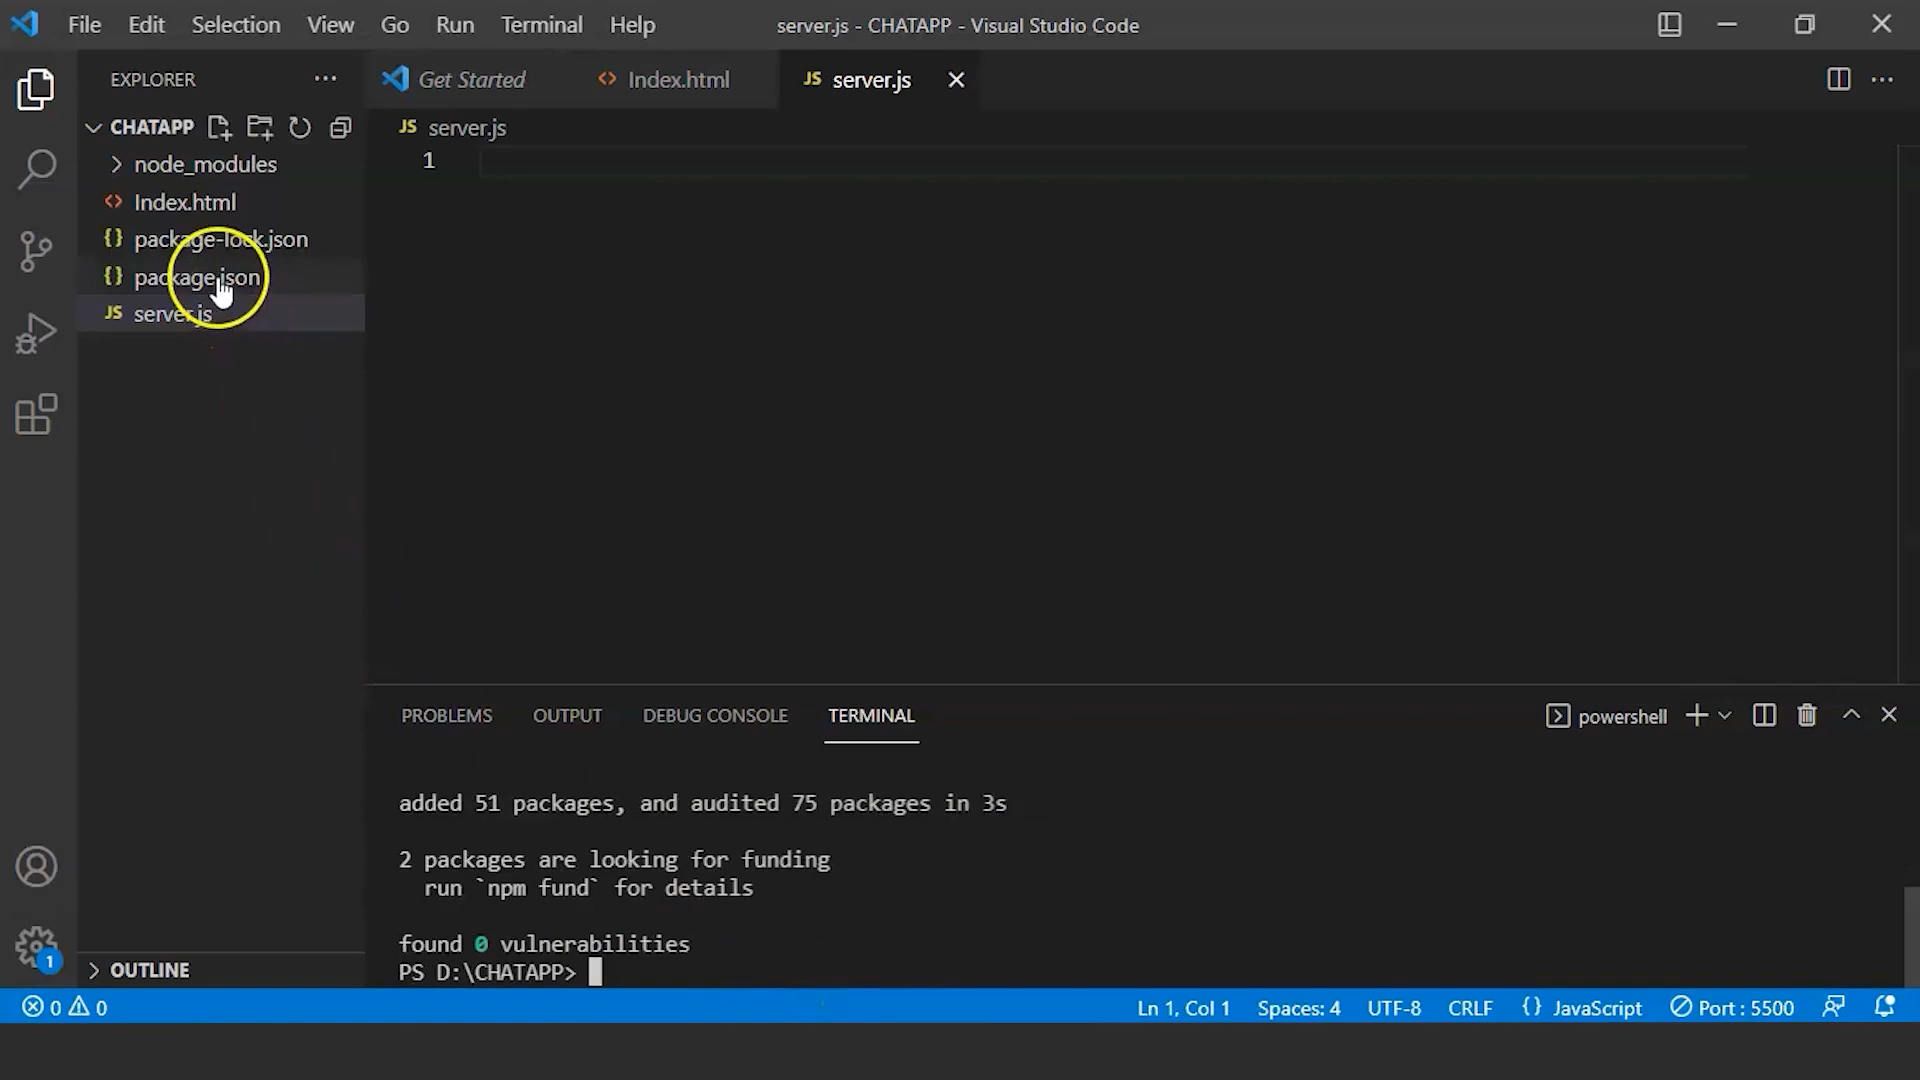 File Edit Selection View Go Run Terminal Help server.js - CHATAPP - Visual Studio Code
EXPLORER ··· Get Started <> Index.html JS server.js
CHATAPP JS server.js
node_modules 1
<> Index.html
{} package-lock.json
{} package.json
JS server.js
PROBLEMS OUTPUT DEBUG CONSOLE TERMINAL powershell
added 51 packages, and audited 75 packages in 3s
2 packages are looking for funding
run `npm fund` for details
found 0 vulnerabilities
PS D:\CHATAPP>
1
OUTLINE
0 0 Ln 1, Col 1 Spaces: 4 UTF-8 CRLF {} JavaScript Port : 5500